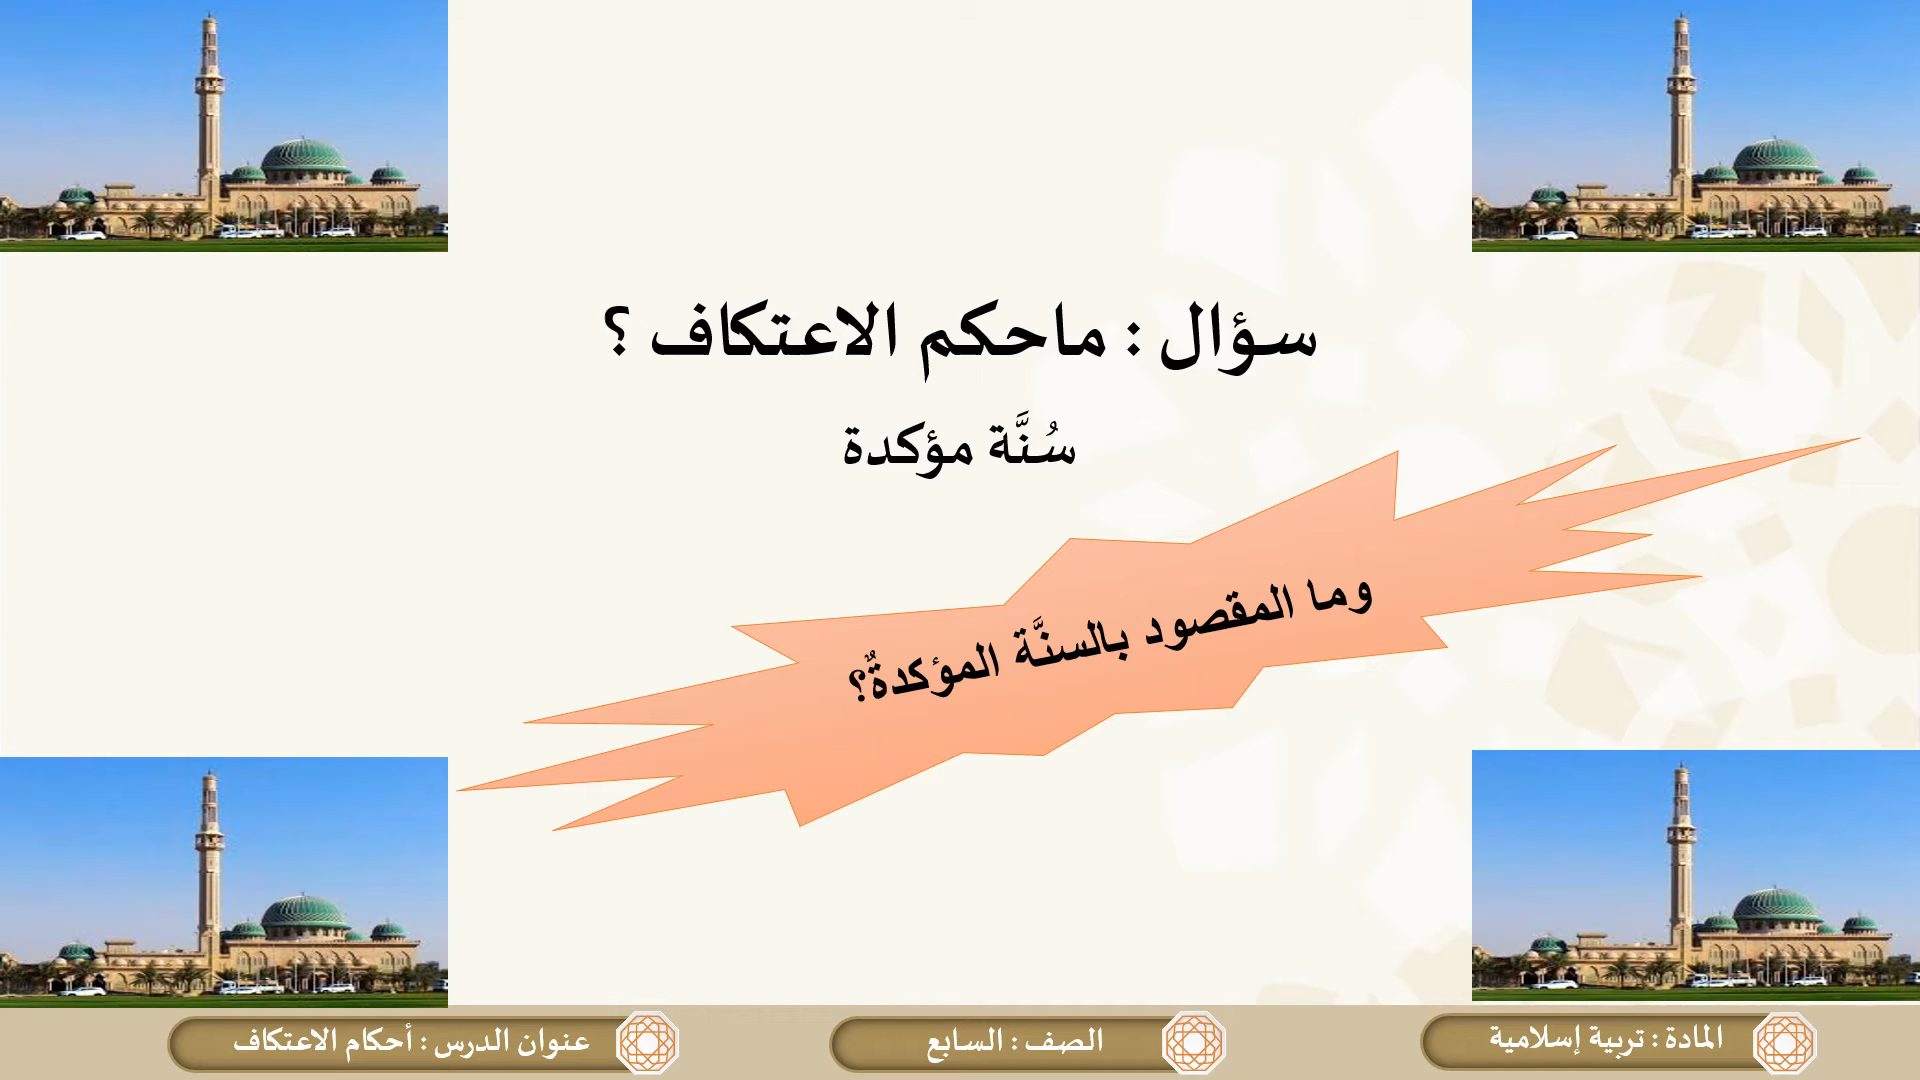 سؤال : ماحكم الاعتكاف ؟
سُنَّة مؤكدة
وما المقصود بالسنَّة المؤكدةٌ؟
المادة : تربية إسلامية
الصف : السابع
عنوان الدرس : أحكام الاعتكاف